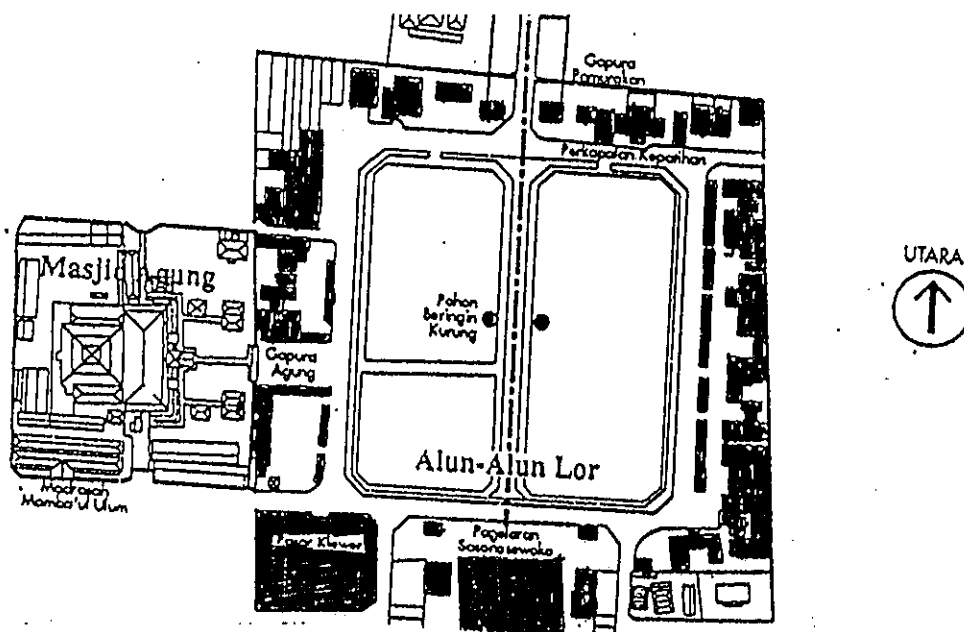 Gapura
Pamurakan
Perkapalan Kepatihan
UTARA
Masjid Agung
Pohon
Beringin
Kurung
Gapura
Agung
Alun-Alun Lor
Madrasah
Mamba'ul Ulum
Pasar Klewer
Pagelaran
Sasonosewoko